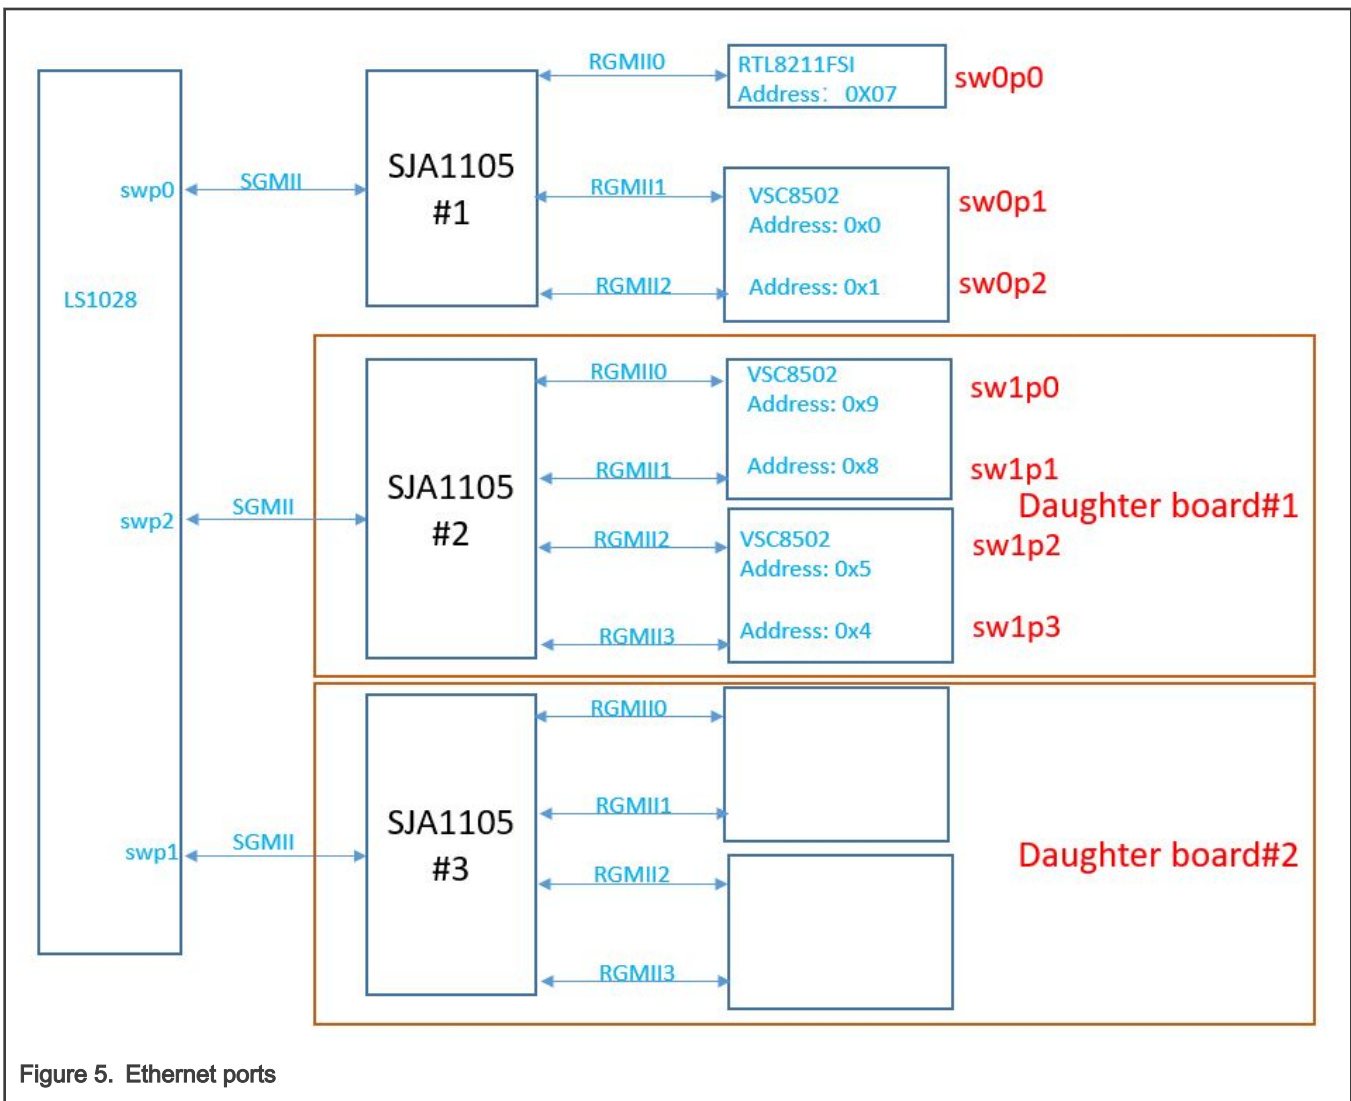 RGMII0
RTL8211FSI
Address: 0X07
sw0p0
LS1028
swp0
SGMII
SJA1105
#1
RGMII1
VSC8502
Address: 0x0
sw0p1
RGMII2
Address: 0x1
sw0p2
swp2
SGMII
SJA1105
#2
RGMII0
VSC8502
Address: 0x9
sw1p0
RGMII1
Address: 0x8
sw1p1
Daughter board#1
RGMII2
VSC8502
Address: 0x5
sw1p2
RGMII3
Address: 0x4
sw1p3
swp1
SGMII
SJA1105
#3
RGMII0
RGMII1
RGMII2
RGMII3
Daughter board#2
Figure 5. Ethernet ports